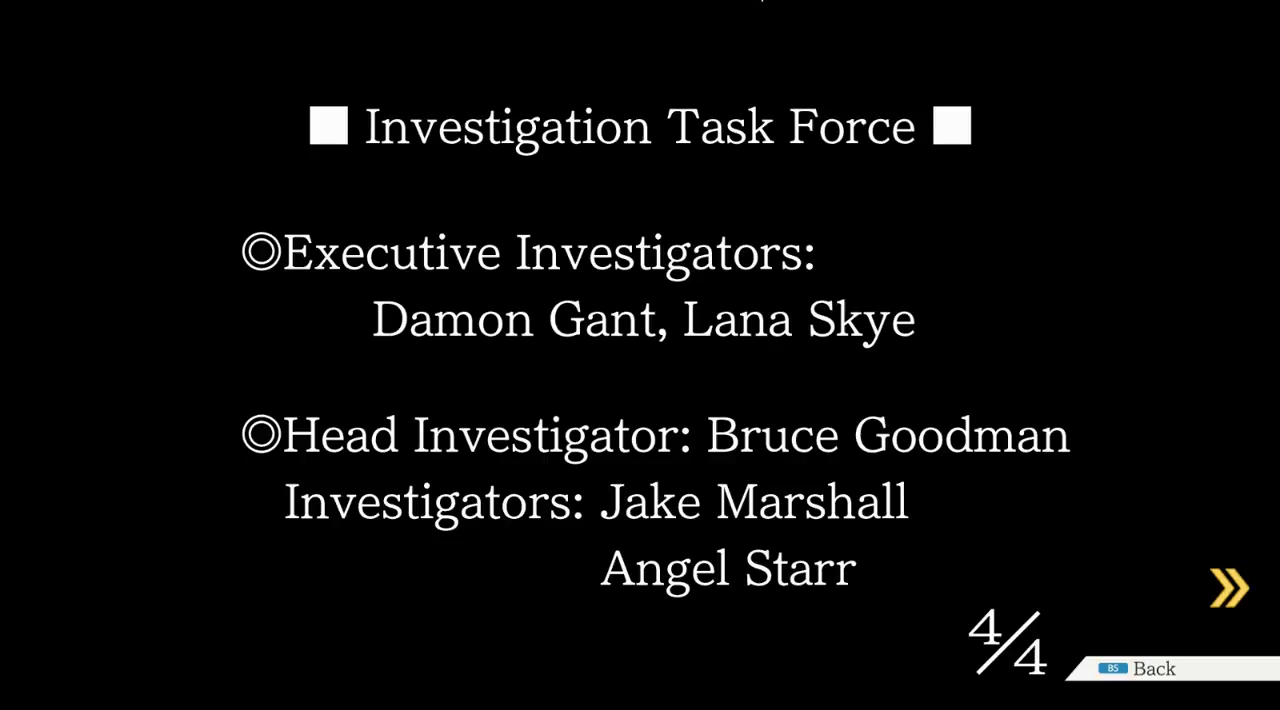 ■ Investigation Task Force ■
◎Executive Investigators:
Damon Gant, Lana Skye
◎Head Investigator: Bruce Goodman
Investigators: Jake Marshall
Angel Starr
4/4
BS Back